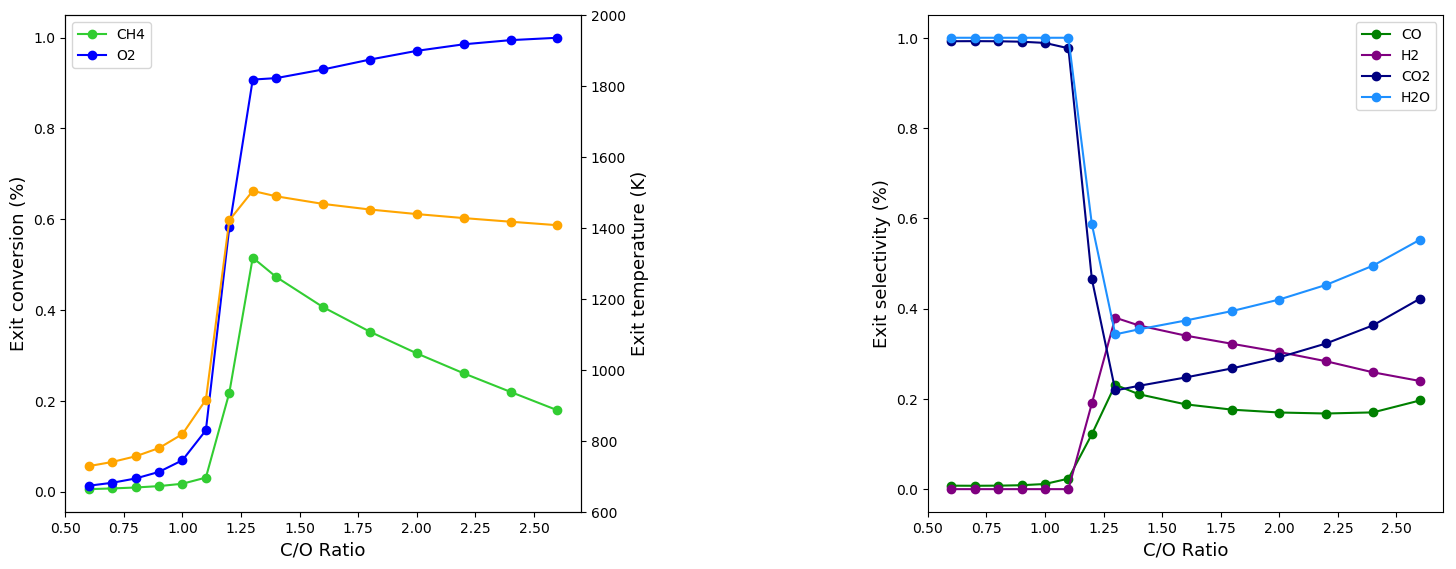 CH4
O2
Exit conversion (%)
1.0
0.8
0.6
0.4
0.2
0.0
2000
1800
1600
1400
1200
1000
800
600
Exit temperature (K)
0.50 0.75 1.00 1.25 1.50 1.75 2.00 2.25 2.50
C/O Ratio
CO
H2
CO2
H2O
Exit selectivity (%)
1.0
0.8
0.6
0.4
0.2
0.0
0.50 0.75 1.00 1.25 1.50 1.75 2.00 2.25 2.50
C/O Ratio